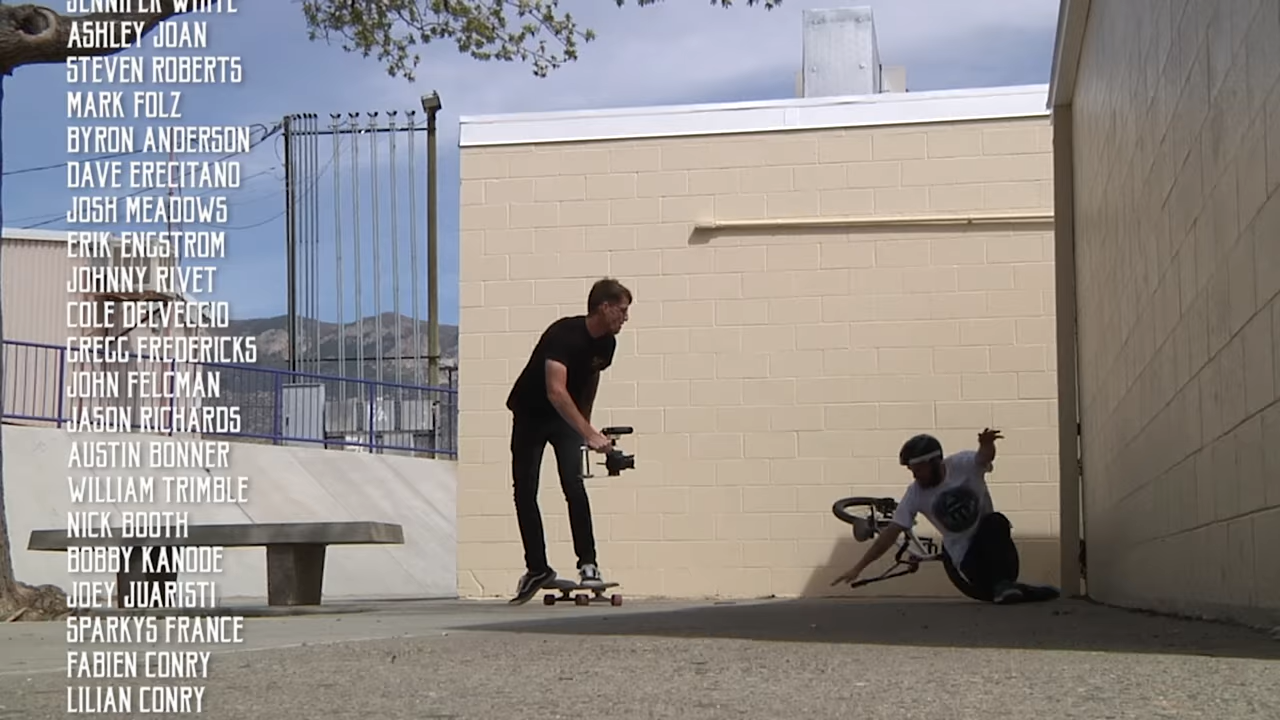 JENNIFER WHITE
ASHLEY JOAN
STEVEN ROBERTS
MARK FOLZ
BYRON ANDERSON
DAVE ERECITANO
JOSH MEADOWS
ERIK ENGSTROM
JOHNNY RIVET
COLE DELVECCIO
GREGG FREDERICKS
JOHN FELCMAN
JASON RICHARDS
AUSTIN BONNER
WILLIAM TRIMBLE
NICK BOOTH
BOBBY KANODE
JOEY JUARISTI
SPARKYS FRANCE
FABIEN CONRY
LILIAN CONRY